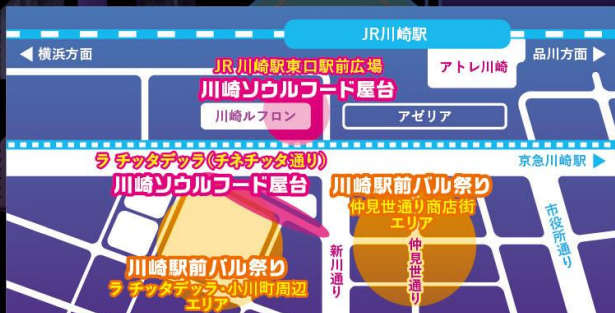 JR川崎駅
◀ 横浜方面
品川方面 ▶
アトレ川崎
JR川崎駅東口駅前広場
川崎ソウルフード屋台
川崎ルフロン
アゼリア
京急川崎駅 ▶
ラ チッタデッラ(チネチッタ通り)
川崎ソウルフード屋台
川崎駅前バル祭り
仲見世通り商店街
エリア
市役所通り
新川通り
仲見世通り
川崎駅前バル祭り
ラ チッタデッラ・小川町周辺
エリア